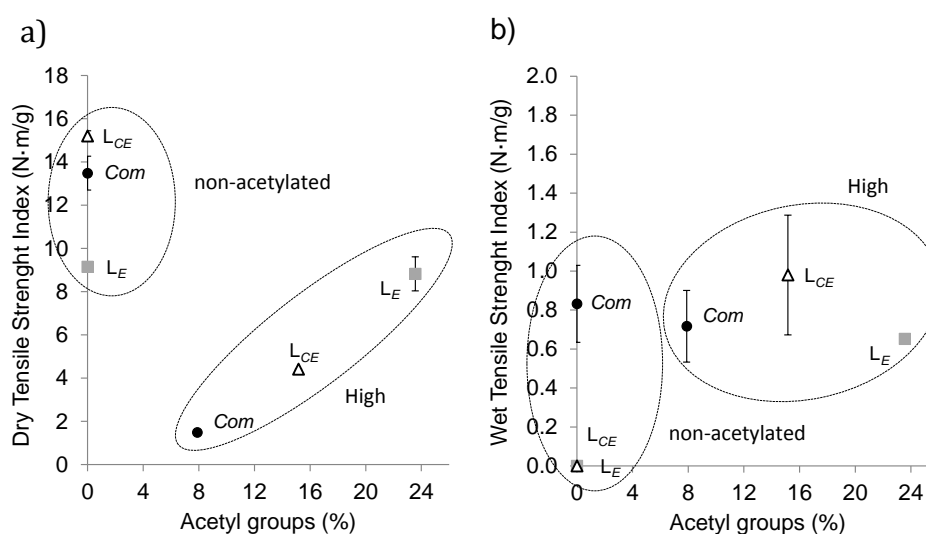 a)
Dry Tensile Strenght Index (N·m/g)
18
16
14
12
10
8
6
4
2
0
L_CE
Com
non-acetylated
L_E
L_E
L_CE
High
Com
0 4 8 12 16 20 24
Acetyl groups (%)
b)
Wet Tensile Strenght Index (N·m/g)
2.0
1.8
1.6
1.4
1.2
1.0
0.8
0.6
0.4
0.2
0.0
High
L_CE
Com
Com
L_E
L_CE
non-acetylated
L_E
0 4 8 12 16 20 24
Acetyl groups (%)